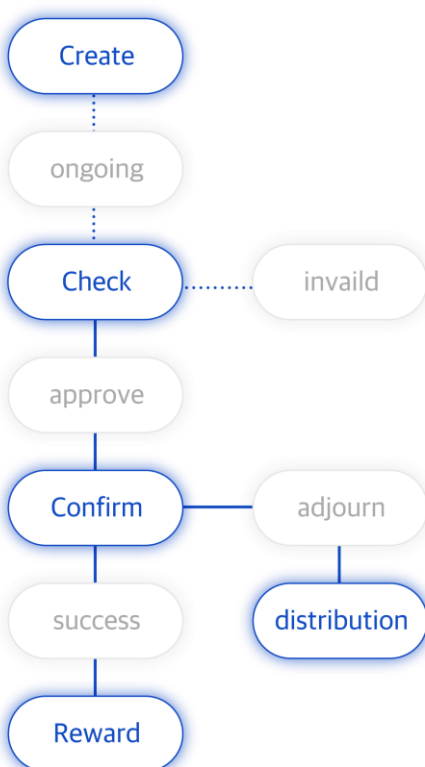 Create
ongoing
Check
invaild
approve
Confirm
adjourn
success
distribution
Reward